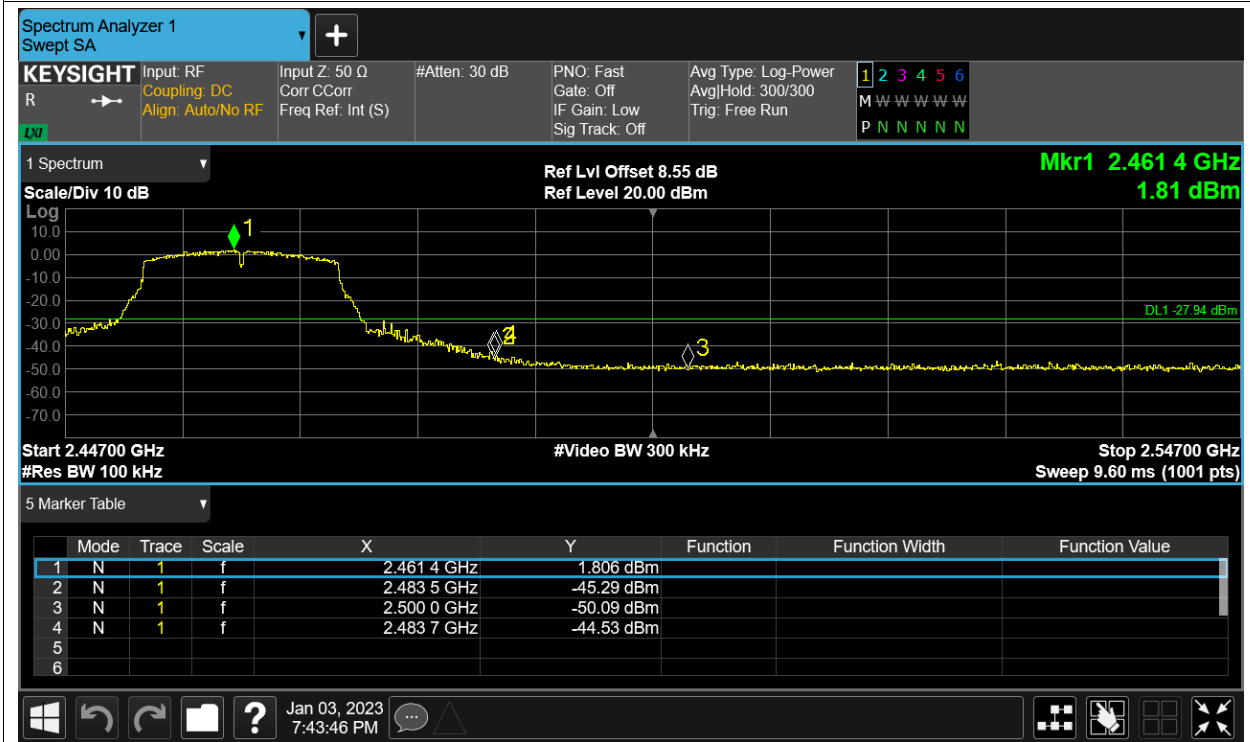 Spectrum Analyzer 1
Swept SA
+
KEYSIGHT
R
LXI
Input: RF
Coupling: DC
Align: Auto/No RF
Input Z: 50 Ω
Corr CCorr
Freq Ref: Int (S)
#Atten: 30 dB
PNO: Fast
Gate: Off
IF Gain: Low
Sig Track: Off
Avg Type: Log-Power
Avg|Hold: 300/300
Trig: Free Run
1 2 3 4 5 6
M W W W W W
P N N N N N
1 Spectrum
Scale/Div 10 dB
Ref Lvl Offset 8.55 dB
Ref Level 20.00 dBm
Mkr1 2.461 4 GHz
1.81 dBm
Log
10.0
0.00
-10.0
-20.0
-30.0
-40.0
-50.0
-60.0
-70.0
1
3
DL1 -27.94 dBm
Start 2.44700 GHz
#Res BW 100 kHz
#Video BW 300 kHz
Stop 2.54700 GHz
Sweep 9.60 ms (1001 pts)
5 Marker Table
Mode Trace Scale X Y Function Function Width Function Value
1 N 1 f 2.461 4 GHz 1.806 dBm
2 N 1 f 2.483 5 GHz -45.29 dBm
3 N 1 f 2.500 0 GHz -50.09 dBm
4 N 1 f 2.483 7 GHz -44.53 dBm
5
6
?
Jan 03, 2023
7:43:46 PM